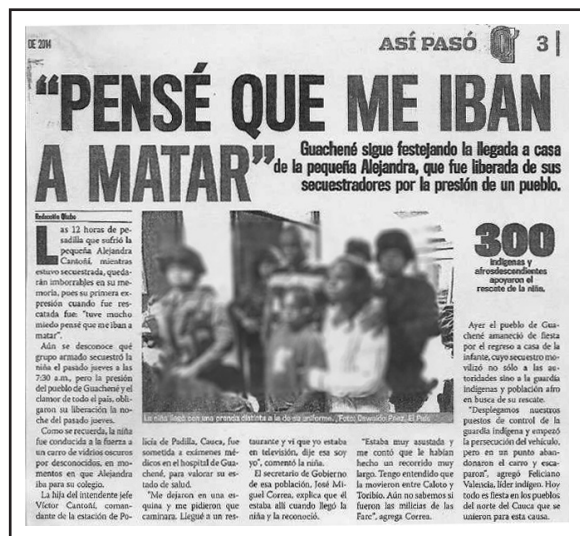 DE 2014
ASÍ PASÓ Q 3
“PENSÉ QUE ME IBAN
A MATAR”
Guachené sigue festejando la llegada a casa
de la pequeña Alejandra, que fue liberada de sus
secuestradores por la presión de un pueblo.
Redacción Qhubo
Las 12 horas de pe-
sadilla que sufrió la
pequeña Alejandra
Cantoñí, mientras
estuvo secuestrada, queda-
rán imborrables en su me-
moria, pues su primera ex-
presión cuando fue res-
catada fue: "tuve mucho
miedo pensé que me iban a
matar".
Aún se desconoce qué
grupo armado secuestró la
niña el pasado jueves a las
7:30 a.m., pero la presión
del pueblo de Guachené y el
clamor de todo el país, obli-
garon su liberación la no-
che del pasado jueves.
Como se recuerda, la niña
fue conducida a la fuerza a
un carro de vidrios oscuros
por desconocidos, en mo-
mentos en que Alejandra
iba para su colegio.
La hija del intendente jefe
Víctor Cantoñí, coman-
dante de la estación de Po-
La niña llegó con una prenda distinta a la de su uniforme. /Foto: Oswaldo Páez, El País
licía de Padilla, Cauca, fue
sometida a exámenes mé-
dicos en el hospital de Gua-
chené, para valorar su es-
tado de salud.
"Me dejaron en una es-
quina y me pidieron que
caminara. Llegué a un res-
taurante y vi que yo estaba
en televisión, dije esa soy
yo", comentó la niña.
El secretario de Gobierno
de esa población, José Mi-
guel Correa, explica que él
estaba allí cuando llegó la
niña y la reconoció.
"Estaba muy asustada y
me contó que le habían
hecho un recorrido muy
largo. Tengo entendido que
la movieron entre Caloto y
Toribío. Aún no sabemos si
fueron las milicias de las
Farc", agrega Correa.
300
indígenas y
afrosdescendientes
apoyaron el
rescate de la niña.
Ayer el pueblo de Gua-
chené amaneció de fiesta
por el regreso a casa de la
infante, cuyo secuestro mo-
vilizó no sólo a las au-
toridades sino a la guardia
indígenas y población afro
en busca de su rescate.
"Desplegamos nuestros
puestos de control de la
guardia indígena y empezó
la persecución del vehículo,
pero en un punto aban-
donaron el carro y esca-
paron", agregó Feliciano
Valencia, líder indígen. Hoy
todo es fiesta en los pueblos
del norte del Cauca que se
unieron para esta causa.